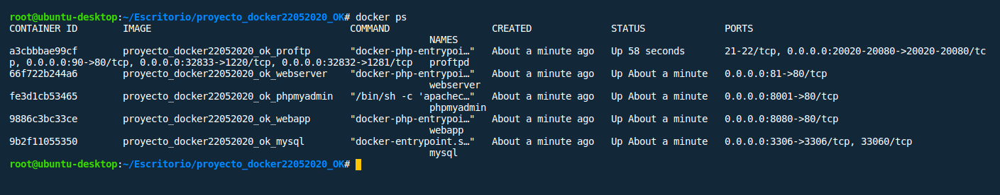 root@ubuntu-desktop:~/Escritorio/proyecto_docker22052020_OK# docker ps
CONTAINER ID        IMAGE                                   COMMAND                  CREATED              STATUS              PORTS
                                                                          NAMES
a3cbbbae99cf        proyecto_docker22052020_ok_proftp       "docker-php-entrypoi…"   About a minute ago   Up 58 seconds       21-22/tcp, 0.0.0.0:20020-20080->20020-20080/tc
p, 0.0.0.0:90->80/tcp, 0.0.0.0:32833->1220/tcp, 0.0.0.0:32832->1281/tcp   proftpd
66f722b244a6        proyecto_docker22052020_ok_webserver    "docker-php-entrypoi…"   About a minute ago   Up About a minute   0.0.0.0:81->80/tcp
                                                                          webserver
fe3d1cb53465        proyecto_docker22052020_ok_phpmyadmin   "/bin/sh -c 'apachec…"   About a minute ago   Up About a minute   0.0.0.0:8001->80/tcp
                                                                          phpmyadmin
9886c3bc33ce        proyecto_docker22052020_ok_webapp       "docker-php-entrypoi…"   About a minute ago   Up About a minute   0.0.0.0:8080->80/tcp
                                                                          webapp
9b2f11055350        proyecto_docker22052020_ok_mysql        "docker-entrypoint.s…"   About a minute ago   Up About a minute   0.0.0.0:3306->3306/tcp, 33060/tcp
                                                                          mysql
root@ubuntu-desktop:~/Escritorio/proyecto_docker22052020_OK#